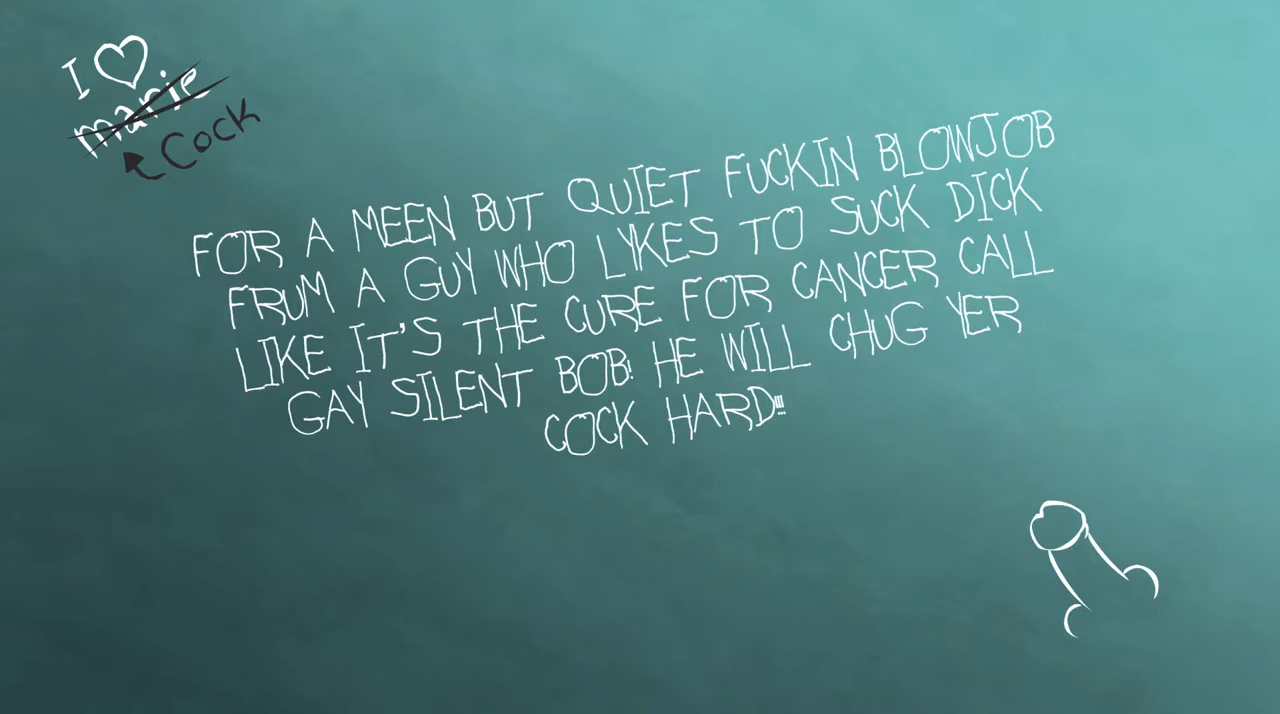 I ♡
marie
Cock
FOR A MEEN BUT QUIET FUCKIN BLOWJOB
FRUM A GUY WHO LYKES TO SUCK DICK
LIKE IT'S THE CURE FOR CANCER CALL
GAY SILENT BOB! HE WILL CHUG YER
COCK HARD!!!